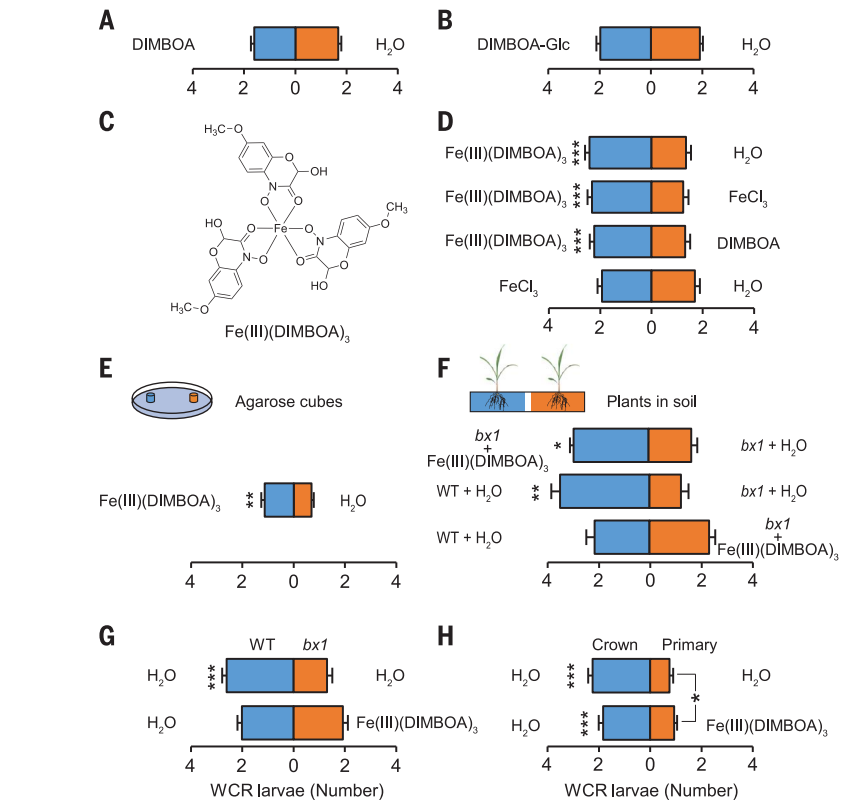 A
DIMBOA
H₂O
4 2 0 2 4
B
DIMBOA-Glc
H₂O
4 2 0 2 4
C
H₃C
O
O
OH
N
O
O
HO
O
Fe
O
N
O
N
O
O
O
O
CH₃
O
HO
H₃C
O
Fe(III)(DIMBOA)₃
D
Fe(III)(DIMBOA)₃ *** H₂O
Fe(III)(DIMBOA)₃ *** FeCl₃
Fe(III)(DIMBOA)₃ *** DIMBOA
FeCl₃ H₂O
4 2 0 2 4
E
Agarose cubes
Fe(III)(DIMBOA)₃ ** H₂O
4 2 0 2 4
F
Plants in soil
bx1
+
Fe(III)(DIMBOA)₃
*
bx1 + H₂O
WT + H₂O ** bx1 + H₂O
WT + H₂O
bx1
+
Fe(III)(DIMBOA)₃
4 2 0 2 4
G
WT bx1
H₂O *** H₂O
H₂O Fe(III)(DIMBOA)₃
4 2 0 2 4
WCR larvae (Number)
H
Crown Primary
H₂O *** H₂O
*
H₂O *** Fe(III)(DIMBOA)₃
4 2 0 2 4
WCR larvae (Number)